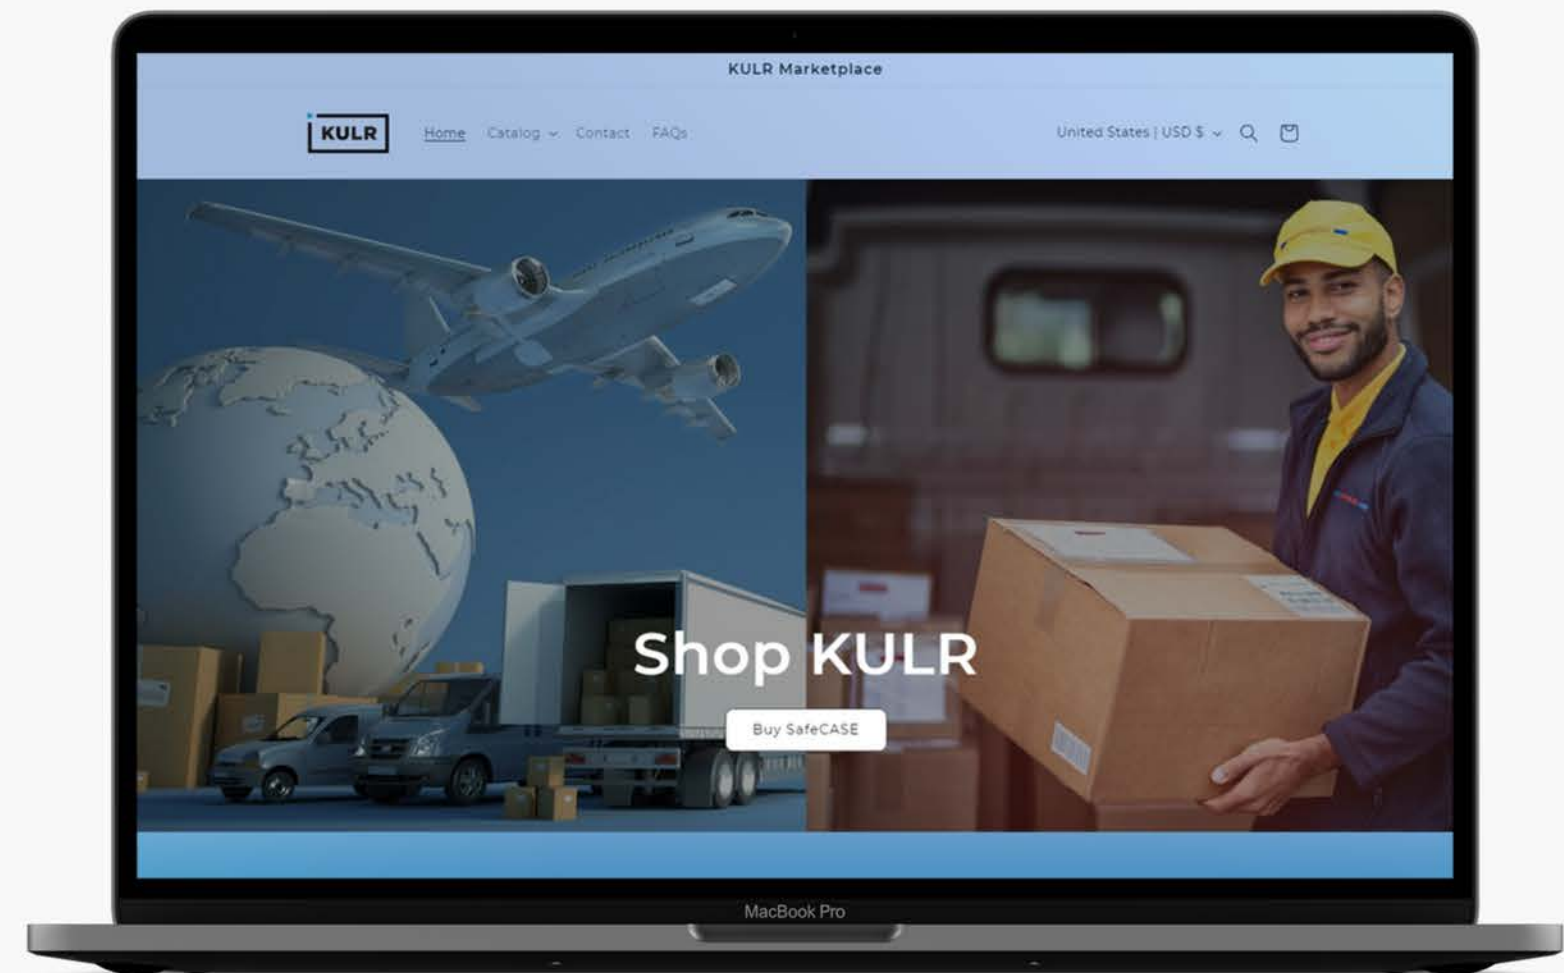 KULR Marketplace
KULR
Home Catalog Contact FAQs
United States | USD $
Shop KULR
Buy SafeCASE
MacBook Pro